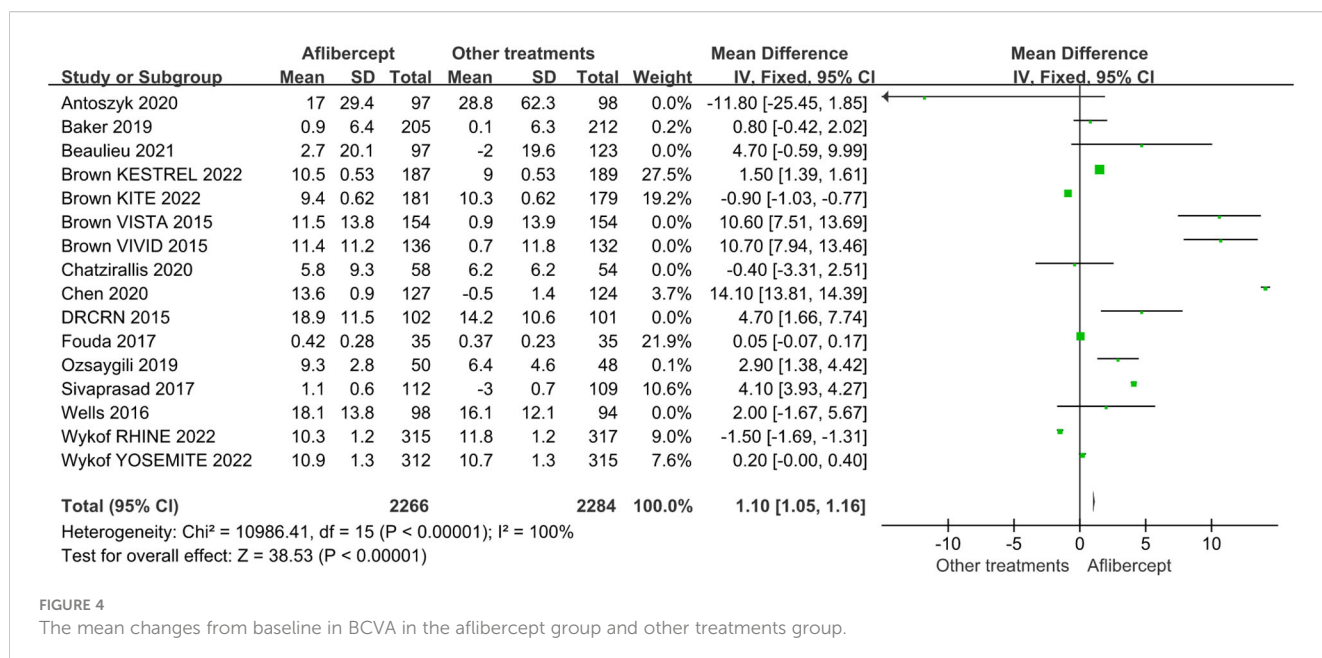 Aflibercept Other treatments Mean Difference Mean Difference
Study or Subgroup Mean SD Total Mean SD Total Weight IV, Fixed, 95% CI IV, Fixed, 95% CI
Antoszyk 2020 17 29.4 97 28.8 62.3 98 0.0% -11.80 [-25.45, 1.85]
Baker 2019 0.9 6.4 205 0.1 6.3 212 0.2% 0.80 [-0.42, 2.02]
Beaulieu 2021 2.7 20.1 97 -2 19.6 123 0.0% 4.70 [-0.59, 9.99]
Brown KESTREL 2022 10.5 0.53 187 9 0.53 189 27.5% 1.50 [1.39, 1.61]
Brown KITE 2022 9.4 0.62 181 10.3 0.62 179 19.2% -0.90 [-1.03, -0.77]
Brown VISTA 2015 11.5 13.8 154 0.9 13.9 154 0.0% 10.60 [7.51, 13.69]
Brown VIVID 2015 11.4 11.2 136 0.7 11.8 132 0.0% 10.70 [7.94, 13.46]
Chatzirallis 2020 5.8 9.3 58 6.2 6.2 54 0.0% -0.40 [-3.31, 2.51]
Chen 2020 13.6 0.9 127 -0.5 1.4 124 3.7% 14.10 [13.81, 14.39]
DRCRN 2015 18.9 11.5 102 14.2 10.6 101 0.0% 4.70 [1.66, 7.74]
Fouda 2017 0.42 0.28 35 0.37 0.23 35 21.9% 0.05 [-0.07, 0.17]
Ozsaygili 2019 9.3 2.8 50 6.4 4.6 48 0.1% 2.90 [1.38, 4.42]
Sivaprasad 2017 1.1 0.6 112 -3 0.7 109 10.6% 4.10 [3.93, 4.27]
Wells 2016 18.1 13.8 98 16.1 12.1 94 0.0% 2.00 [-1.67, 5.67]
Wykof RHINE 2022 10.3 1.2 315 11.8 1.2 317 9.0% -1.50 [-1.69, -1.31]
Wykof YOSEMITE 2022 10.9 1.3 312 10.7 1.3 315 7.6% 0.20 [-0.00, 0.40]
Total (95% CI) 2266 2284 100.0% 1.10 [1.05, 1.16]
Heterogeneity: Chi² = 10986.41, df = 15 (P < 0.00001); I² = 100%
Test for overall effect: Z = 38.53 (P < 0.00001)
-10 -5 0 5 10
Other treatments Aflibercept
FIGURE 4
The mean changes from baseline in BCVA in the aflibercept group and other treatments group.